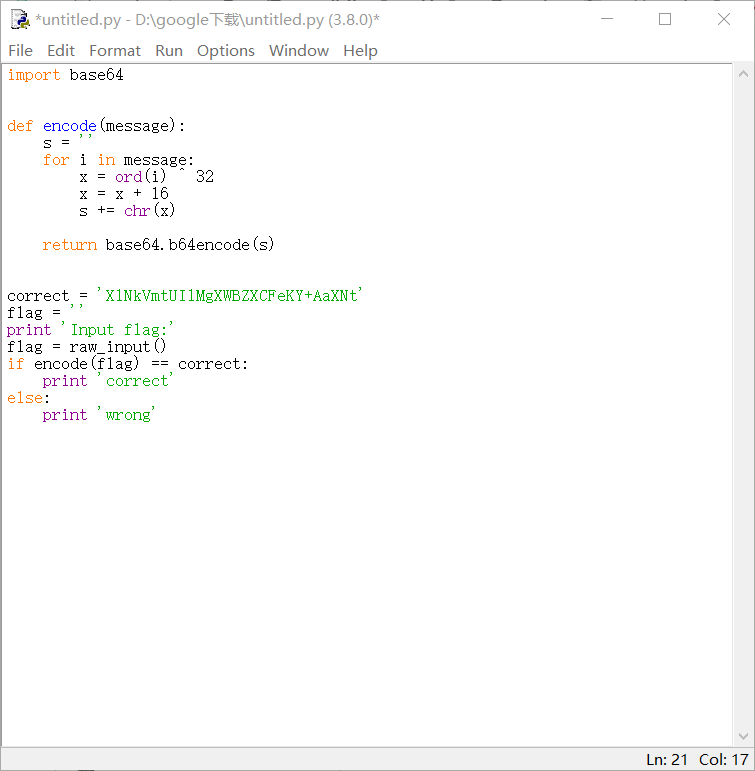 *untitled.py - D:\google下载\untitled.py (3.8.0)*
File Edit Format Run Options Window Help
import base64
def encode(message):
    s = ''
    for i in message:
        x = ord(i) ^ 32
        x = x + 16
        s += chr(x)
    return base64.b64encode(s)
correct = 'XlNkVmtUI1MgXWBZXCFeKY+AaXNt'
flag = ''
print 'Input flag:'
flag = raw_input()
if encode(flag) == correct:
    print 'correct'
else:
    print 'wrong'
Ln: 21 Col: 17